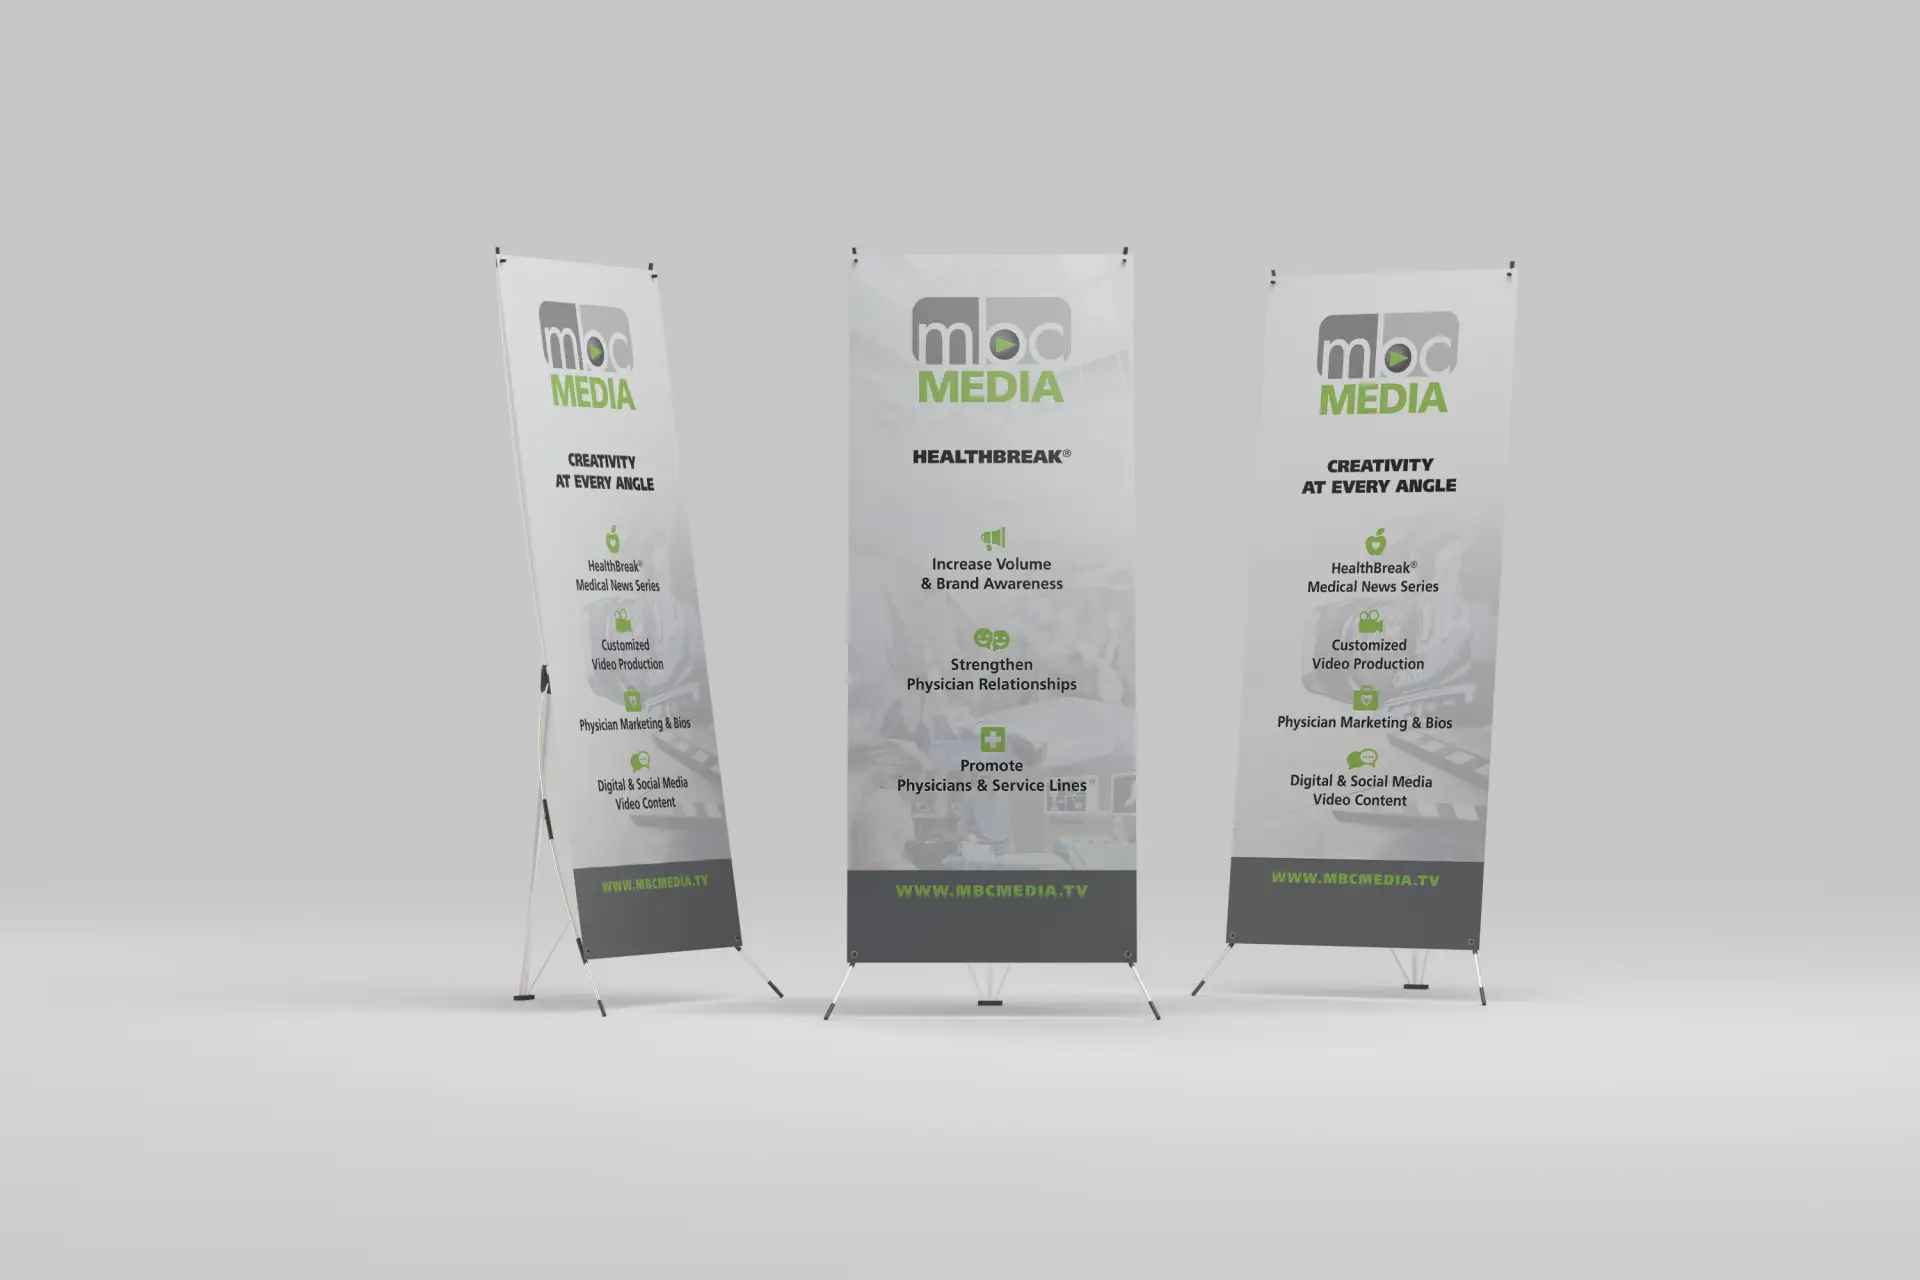 mbc
MEDIA
CREATIVITY
AT EVERY ANGLE
HealthBreak®
Medical News Series
Customized
Video Production
Physician Marketing & Bios
Digital & Social Media
Video Content
WWW.MBCMEDIA.TV
mbc
MEDIA
HEALTHBREAK®
Increase Volume
& Brand Awareness
Strengthen
Physician Relationships
Promote
Physicians & Service Lines
WWW.MBCMEDIA.TV
mbc
MEDIA
CREATIVITY
AT EVERY ANGLE
HealthBreak®
Medical News Series
Customized
Video Production
Physician Marketing & Bios
Digital & Social Media
Video Content
WWW.MBCMEDIA.TV